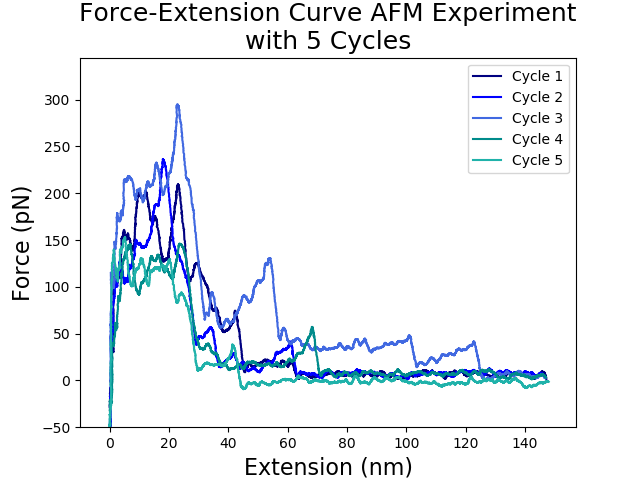 Force-Extension Curve AFM Experiment
with 5 Cycles
Cycle 1
Cycle 2
Cycle 3
Cycle 4
Cycle 5
Force (pN)
300
250
200
150
100
50
0
−50
0 20 40 60 80 100 120 140
Extension (nm)